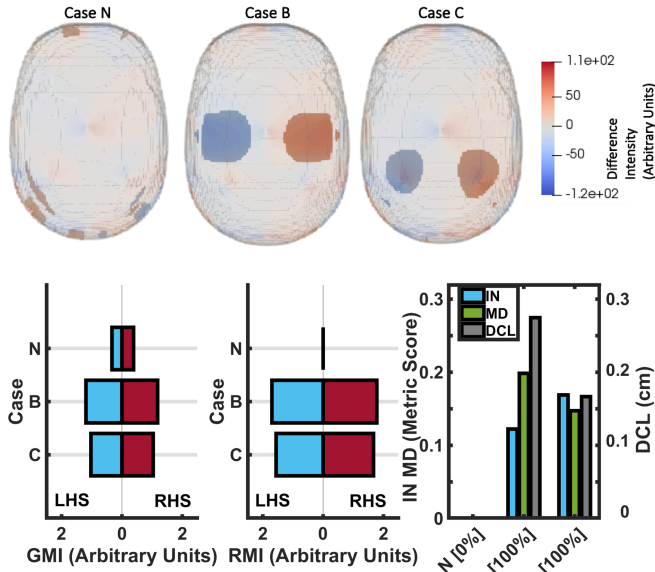 Case N
Case B
Case C
1.1e+02
50
0
-50
-1.2e+02
Difference
Intensity
(Arbitrary Units)
Case
N
B
C
LHS
RHS
2
0
2
GMI (Arbitrary Units)
Case
N
B
C
LHS
RHS
2
0
2
RMI (Arbitrary Units)
IN
MD
DCL
IN MD (Metric Score)
0.3
0.2
0.1
0
DCL (cm)
0.3
0.2
0.1
0
N [0%]
[100%]
[100%]